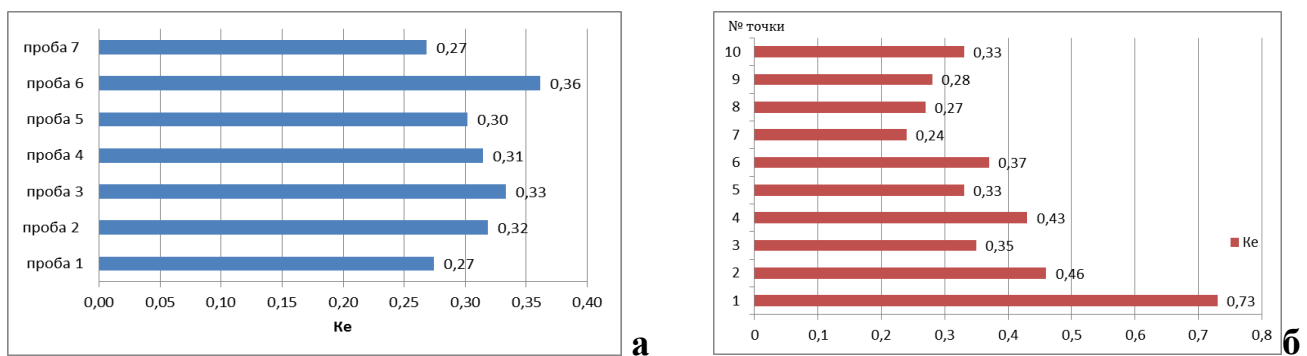 проба 7 0,27
проба 6 0,36
проба 5 0,30
проба 4 0,31
проба 3 0,33
проба 2 0,32
проба 1 0,27
0,00 0,05 0,10 0,15 0,20 0,25 0,30 0,35 0,40
Ке
а
№ точки
10 0,33
9 0,28
8 0,27
7 0,24
6 0,37
5 0,33
4 0,43
3 0,35
Ке
2 0,46
1 0,73
0 0,1 0,2 0,3 0,4 0,5 0,6 0,7 0,8
б